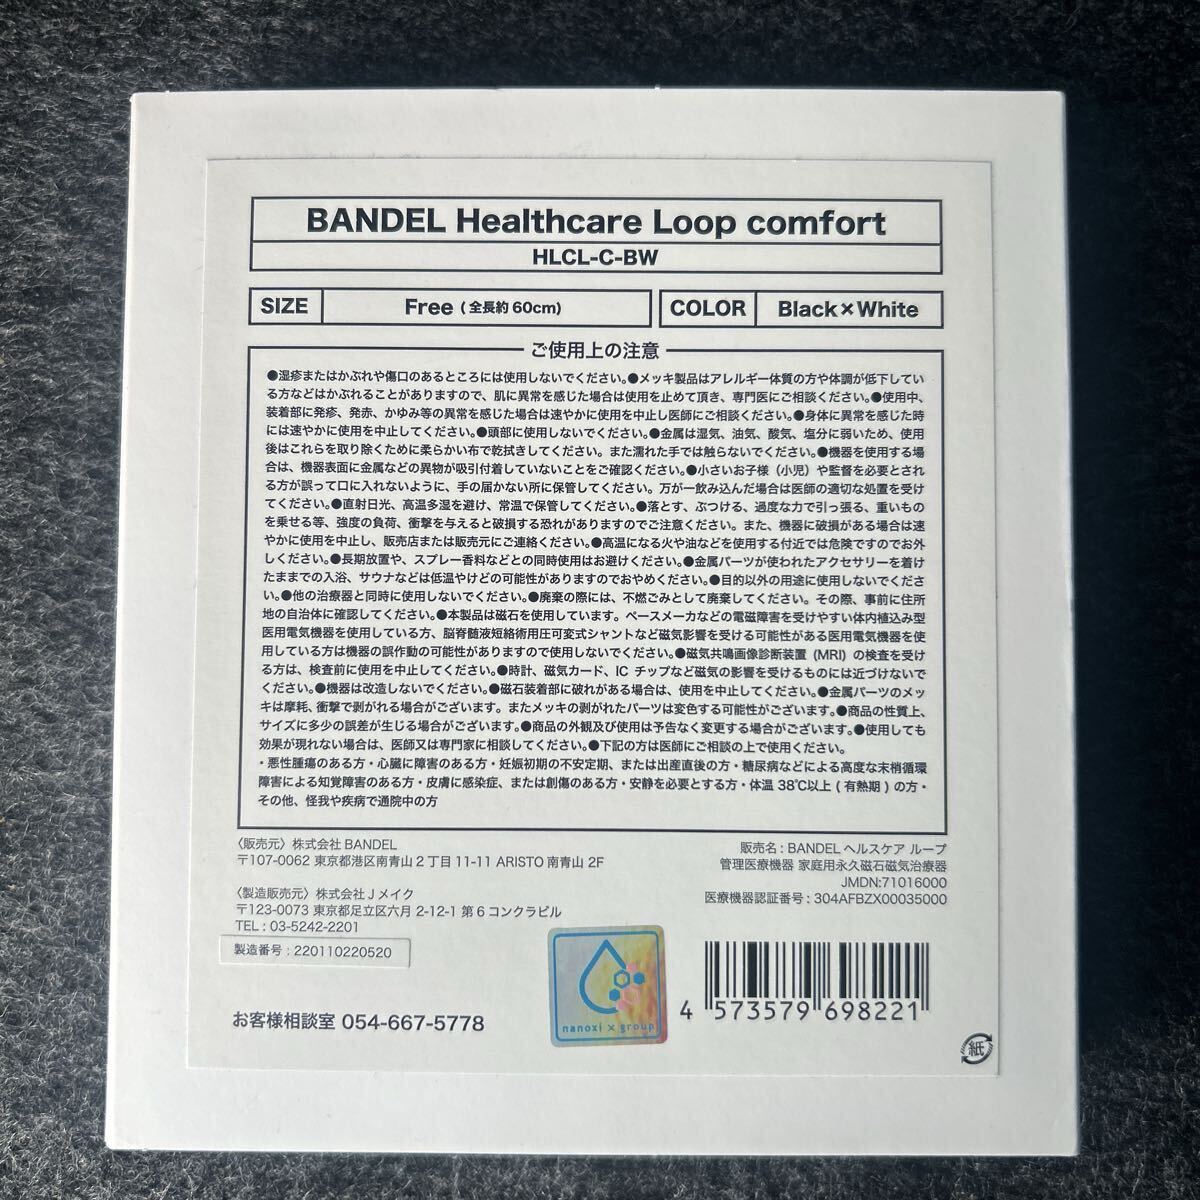 BANDEL Healthcare Loop comfort
HLCL-C-BW
SIZE Free (全長約60cm) COLOR Black×White
ご使用上の注意
●湿疹またはかぶれや傷口のあるところには使用しないでください。●メッキ製品はアレルギー体質の方や体調が低下してい
る方などはかぶれることがありますので、肌に異常を感じた場合は使用を止めて頂き、専門医にご相談ください。●使用中、
装着部に発疹、発赤、かゆみ等の異常を感じた場合は速やかに使用を中止し医師にご相談ください。●身体に異常を感じた時
には速やかに使用を中止してください。●頭部に使用しないでください。●金属は湿気、油気、酸気、塩分に弱いため、使用
後はこれらを取り除くために柔らかい布で乾拭きしてください。また濡れた手では触らないでください。●機器を使用する場
合は、機器表面に金属などの異物が吸引付着していないことをご確認ください。●小さいお子様（小児）や監督を必要とされ
る方が誤って口に入れないように、手の届かない所に保管してください。万が一飲み込んだ場合は医師の適切な処置を受け
てください。●直射日光、高温多湿を避け、常温で保管してください。●落とす、ぶつける、過度な力で引っ張る、重いもの
を乗せる等、強度の負荷、衝撃を与えると破損する恐れがありますのでご注意ください。また、機器に破損がある場合は速
やかに使用を中止し、販売店または販売元にご連絡ください。●高温になる火や油などを使用する付近では危険ですのでお外
しください。●長期放置や、スプレー香料などとの同時使用はお避けください。●金属パーツが使われたアクセサリーを着け
たままでの入浴、サウナなどは低温やけどの可能性がありますのでおやめください。●目的以外の用途に使用しないでくださ
い。●他の治療器と同時に使用しないでください。●廃棄の際には、不燃ごみとして廃棄してください。その際、事前に住所
地の自治体に確認してください。●本製品は磁石を使用しています。ペースメーカなどの電磁障害を受けやすい体内植込み型
医用電気機器を使用している方、脳脊髄液短絡術用圧可変式シャントなど磁気影響を受ける可能性がある医用電気機器を使
用している方は機器の誤作動の可能性がありますので使用しないでください。●磁気共鳴画像診断装置 (MRI) の検査を受け
る方は、検査前に使用を中止してください。●時計、磁気カード、IC チップなど磁気の影響を受けるものには近づけないで
ください。●機器は改造しないでください。●磁石装着部に破れがある場合は、使用を中止してください。●金属パーツのメッ
キは摩耗、衝撃で剥がれる場合がございます。またメッキの剥がれたパーツは変色する可能性がございます。●商品の性質上、
サイズに多少の誤差が生じる場合がございます。●商品の外観及び使用は予告なく変更する場合がございます。●使用しても
効果が現れない場合は、医師又は専門家に相談してください。●下記の方は医師にご相談の上で使用ください。
・悪性腫瘍のある方・心臓に障害のある方・妊娠初期の不安定期、または出産直後の方・糖尿病などによる高度な末梢循環
障害による知覚障害のある方・皮膚に感染症、または創傷のある方・安静を必要とする方・体温 38℃以上 (有熱期) の方・
その他、怪我や疾病で通院中の方
〈販売元〉株式会社 BANDEL
〒107-0062 東京都港区南青山２丁目 11-11 ARISTO 南青山 2F
〈製造販売元〉株式会社 J メイク
〒123-0073 東京都足立区六月 2-12-1 第 6 コンクラビル
TEL : 03-5242-2201
製造番号 : 220110220520
お客様相談室 054-667-5778
販売名 : BANDEL ヘルスケア ループ
管理医療機器 家庭用永久磁石磁気治療器
JMDN:71016000
医療機器認証番号 : 304AFBZX00035000
nanoxi × group
4 573579 698221
紙